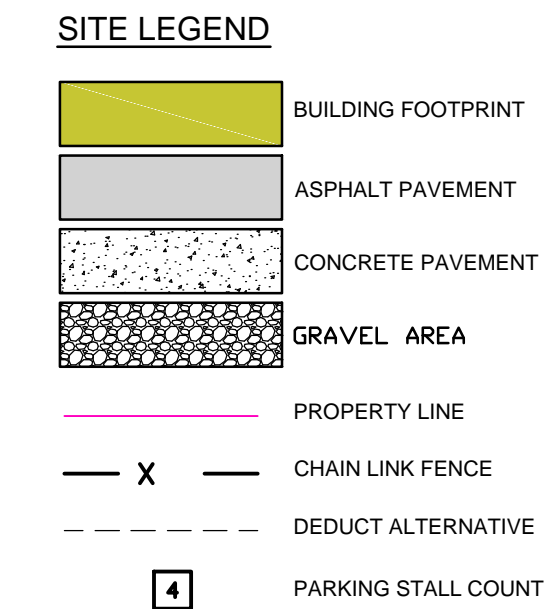 SITE LEGEND
BUILDING FOOTPRINT
ASPHALT PAVEMENT
CONCRETE PAVEMENT
GRAVEL AREA
PROPERTY LINE
X CHAIN LINK FENCE
DEDUCT ALTERNATIVE
4 PARKING STALL COUNT